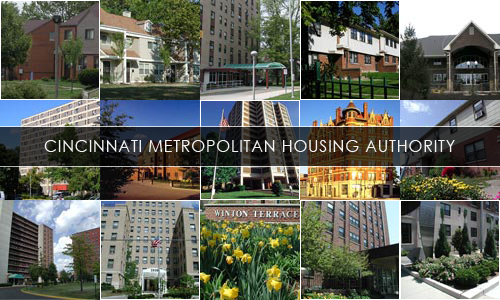 CINCINNATI METROPOLITAN HOUSING AUTHORITY
WINTON TERRACE